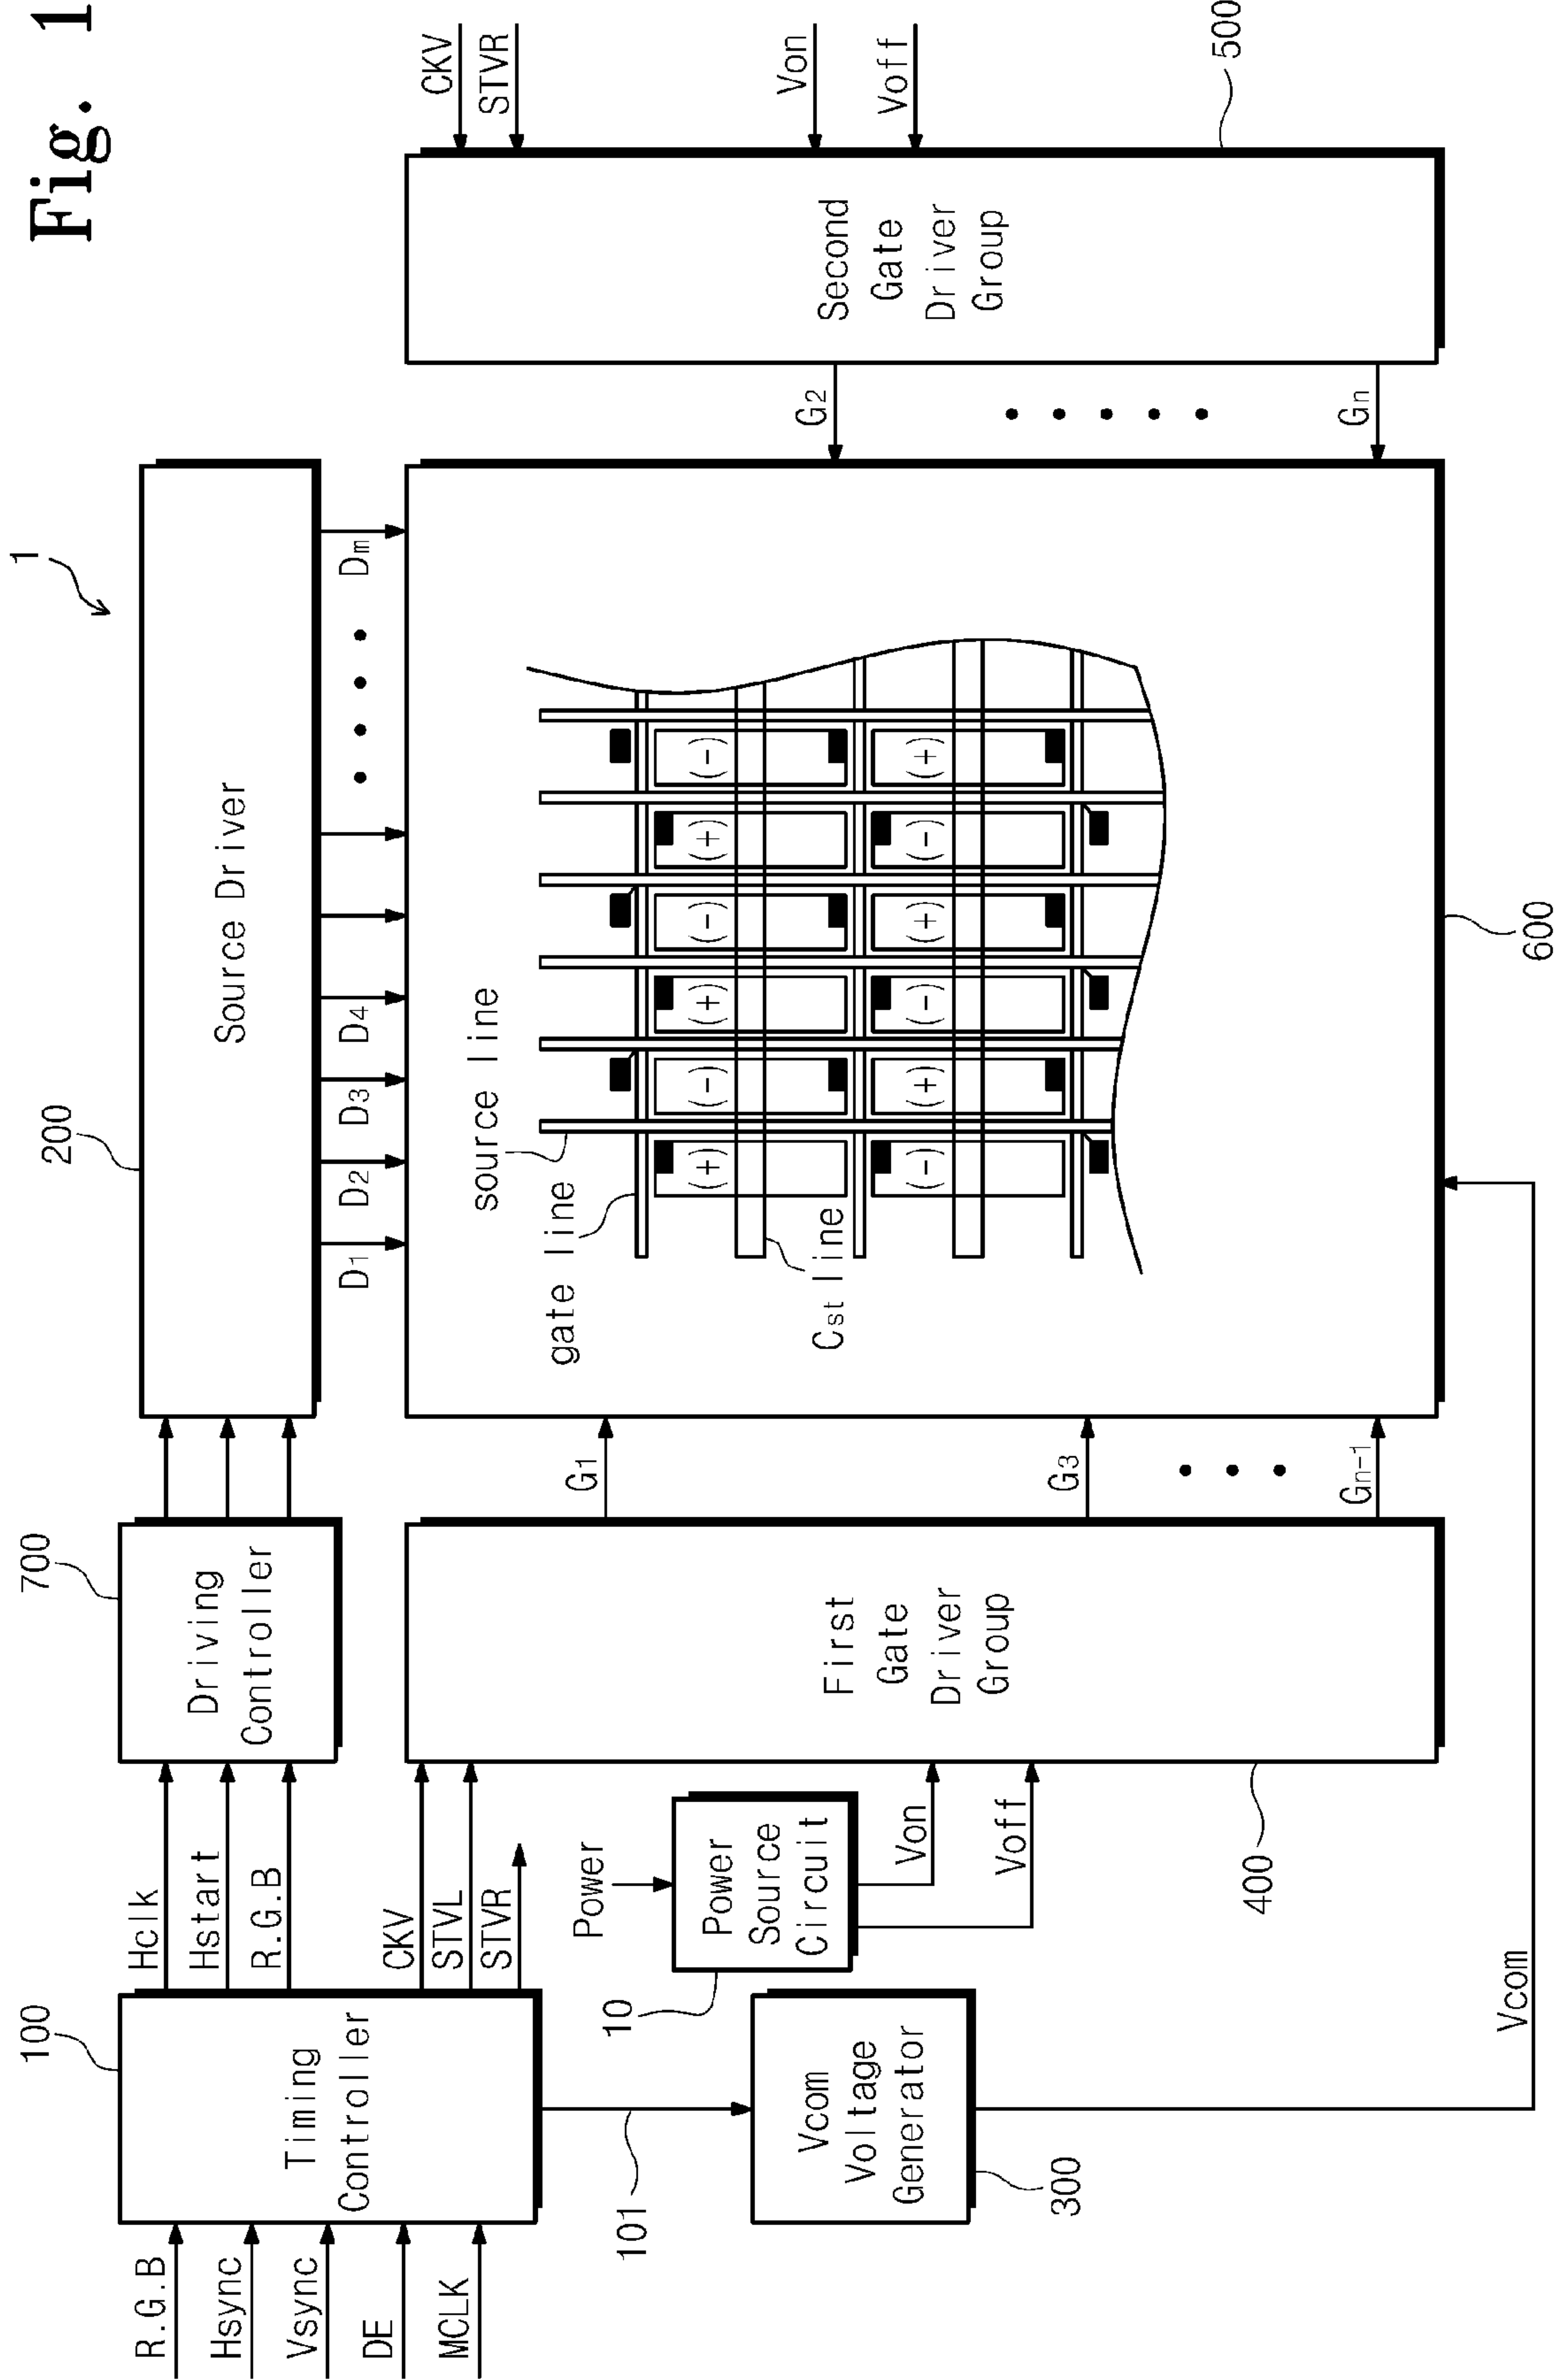 Fig. 1
1
R.G.B
Hsync
Vsync
DE
MCLK
100
Timing
Controller
Hclk
Hstart
R.G.B
CKV
STVL
STVR
700
Driving
Controller
200
Source Driver
D1
D2
D3
D4
Dm
101
Vcom
Voltage
Generator
300
Vcom
Power
10
Power
Source
Circuit
Von
Voff
First
Gate
Driver
Group
400
G1
G3
Gn-1
gate line
source line
Cst line
(+)
(-)
(+)
(-)
(+)
(-)
(-)
(+)
(-)
(+)
(-)
(+)
600
G2
Gn
Second
Gate
Driver
Group
500
CKV
STVR
Von
Voff